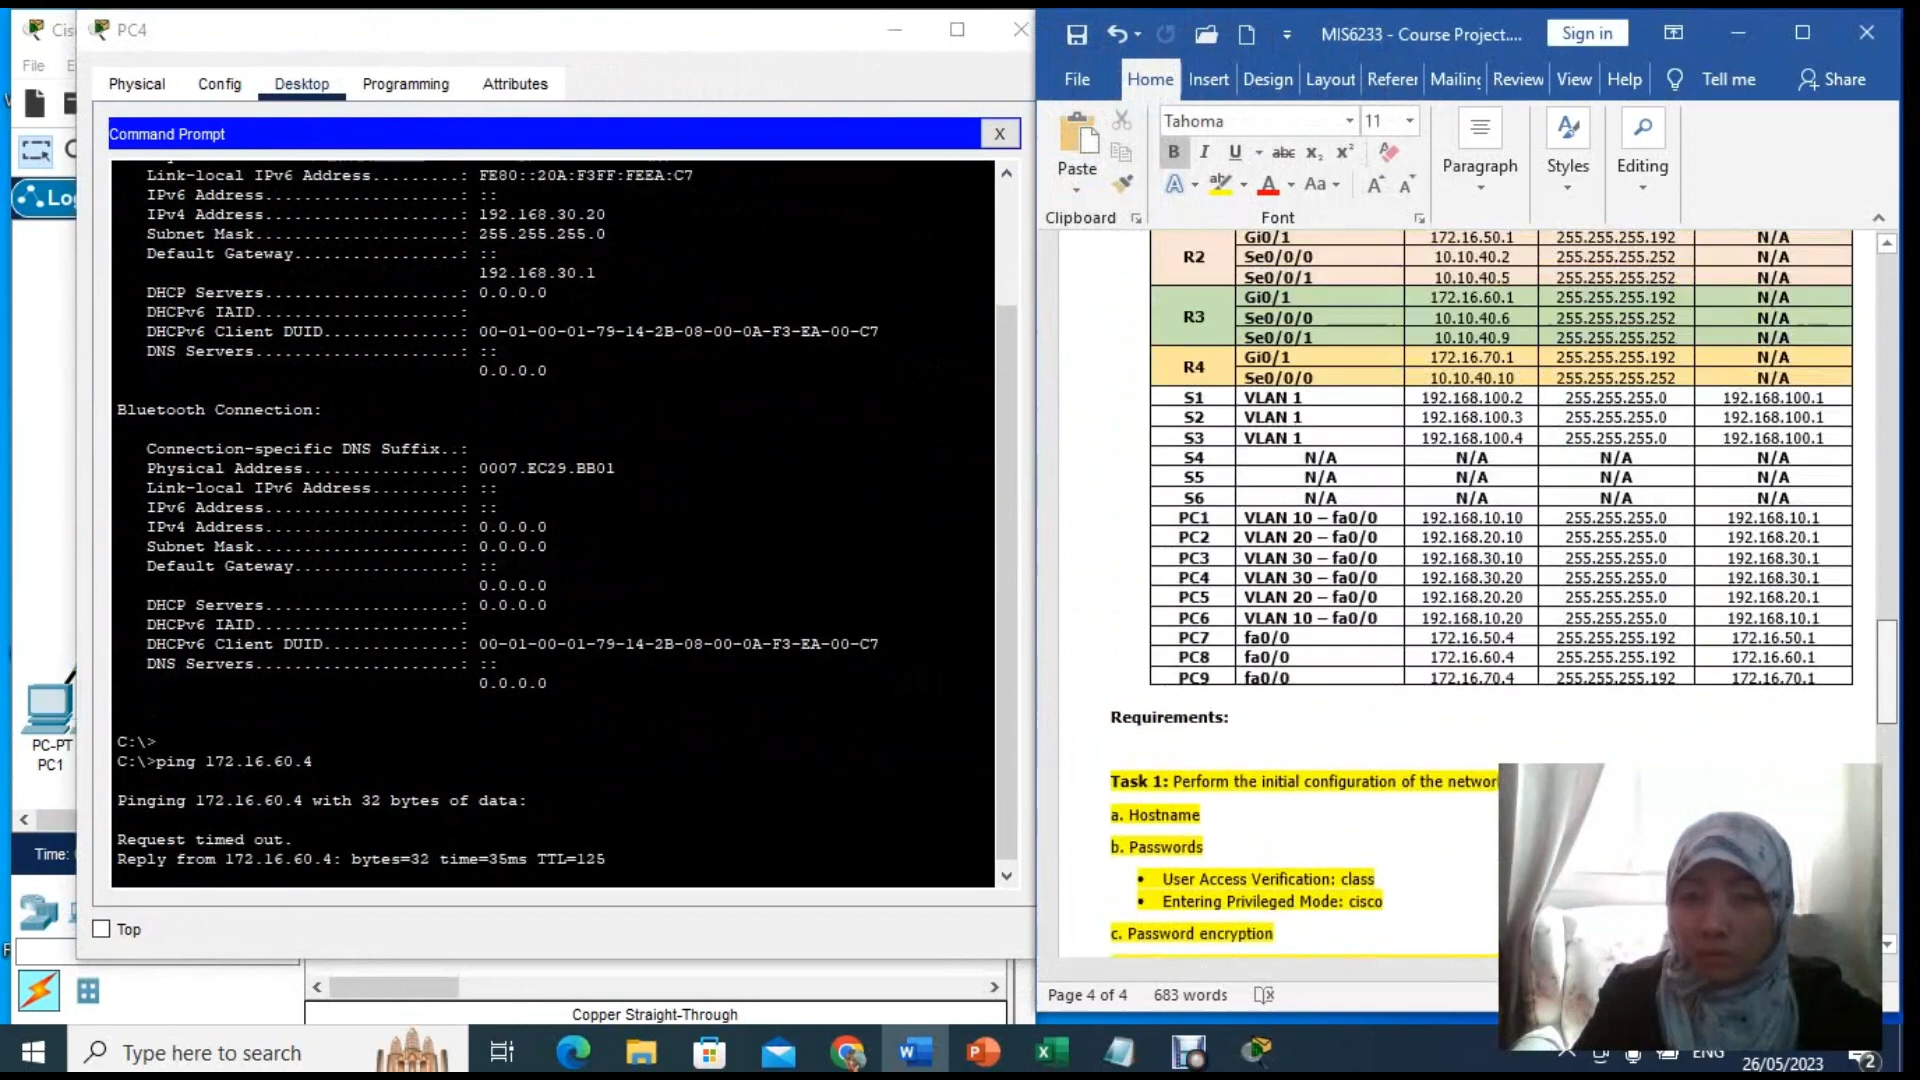 Cis
PC4
File
E
Physical
Config
Desktop
Programming
Attributes
Command Prompt
X
Link-local IPv6 Address.........: FE80::20A:F3FF:FEEA:C7
IPv6 Address....................: ::
IPv4 Address....................: 192.168.30.20
Subnet Mask.....................: 255.255.255.0
Default Gateway.................: ::
192.168.30.1
DHCP Servers....................: 0.0.0.0
DHCPv6 IAID.....................:
DHCPv6 Client DUID..............: 00-01-00-01-79-14-2B-08-00-0A-F3-EA-00-C7
DNS Servers.....................: ::
0.0.0.0
Bluetooth Connection:
Connection-specific DNS Suffix..:
Physical Address................: 0007.EC29.BB01
Link-local IPv6 Address.........: ::
IPv6 Address....................: ::
IPv4 Address....................: 0.0.0.0
Subnet Mask.....................: 0.0.0.0
Default Gateway.................: ::
0.0.0.0
DHCP Servers....................: 0.0.0.0
DHCPv6 IAID.....................:
DHCPv6 Client DUID..............: 00-01-00-01-79-14-2B-08-00-0A-F3-EA-00-C7
DNS Servers.....................: ::
0.0.0.0
C:\>
C:\>ping 172.16.60.4
Pinging 172.16.60.4 with 32 bytes of data:
Request timed out.
Reply from 172.16.60.4: bytes=32 time=35ms TTL=125
Top
Log
PC-PT
PC1
Time:
Copper Straight-Through
MIS6233 - Course Project....
Sign in
File
Home
Insert
Design
Layout
Referer
Mailing
Review
View
Help
Tell me
Share
Paste
Tahoma
11
B I U abc X₂ X²
A A Aa A A
Paragraph
Styles
Editing
Clipboard
Font
R2 Gi0/1 172.16.50.1 255.255.255.192 N/A
Se0/0/0 10.10.40.2 255.255.255.252 N/A
Se0/0/1 10.10.40.5 255.255.255.252 N/A
R3 Gi0/1 172.16.60.1 255.255.255.192 N/A
Se0/0/0 10.10.40.6 255.255.255.252 N/A
Se0/0/1 10.10.40.9 255.255.255.252 N/A
R4 Gi0/1 172.16.70.1 255.255.255.192 N/A
Se0/0/0 10.10.40.10 255.255.255.252 N/A
S1 VLAN 1 192.168.100.2 255.255.255.0 192.168.100.1
S2 VLAN 1 192.168.100.3 255.255.255.0 192.168.100.1
S3 VLAN 1 192.168.100.4 255.255.255.0 192.168.100.1
S4 N/A N/A N/A N/A
S5 N/A N/A N/A N/A
S6 N/A N/A N/A N/A
PC1 VLAN 10 – fa0/0 192.168.10.10 255.255.255.0 192.168.10.1
PC2 VLAN 20 – fa0/0 192.168.20.10 255.255.255.0 192.168.20.1
PC3 VLAN 30 – fa0/0 192.168.30.10 255.255.255.0 192.168.30.1
PC4 VLAN 30 – fa0/0 192.168.30.20 255.255.255.0 192.168.30.1
PC5 VLAN 20 – fa0/0 192.168.20.20 255.255.255.0 192.168.20.1
PC6 VLAN 10 – fa0/0 192.168.10.20 255.255.255.0 192.168.10.1
PC7 fa0/0 172.16.50.4 255.255.255.192 172.16.50.1
PC8 fa0/0 172.16.60.4 255.255.255.192 172.16.60.1
PC9 fa0/0 172.16.70.4 255.255.255.192 172.16.70.1
Requirements:
Task 1: Perform the initial configuration of the networ
a. Hostname
b. Passwords
• User Access Verification: class
• Entering Privileged Mode: cisco
c. Password encryption
Page 4 of 4
683 words
Type here to search
ENG
26/05/2023
2